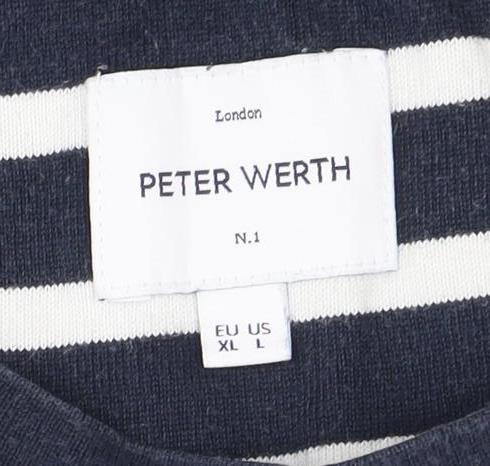 London
PETER WERTH
N.1
EU US
XL L